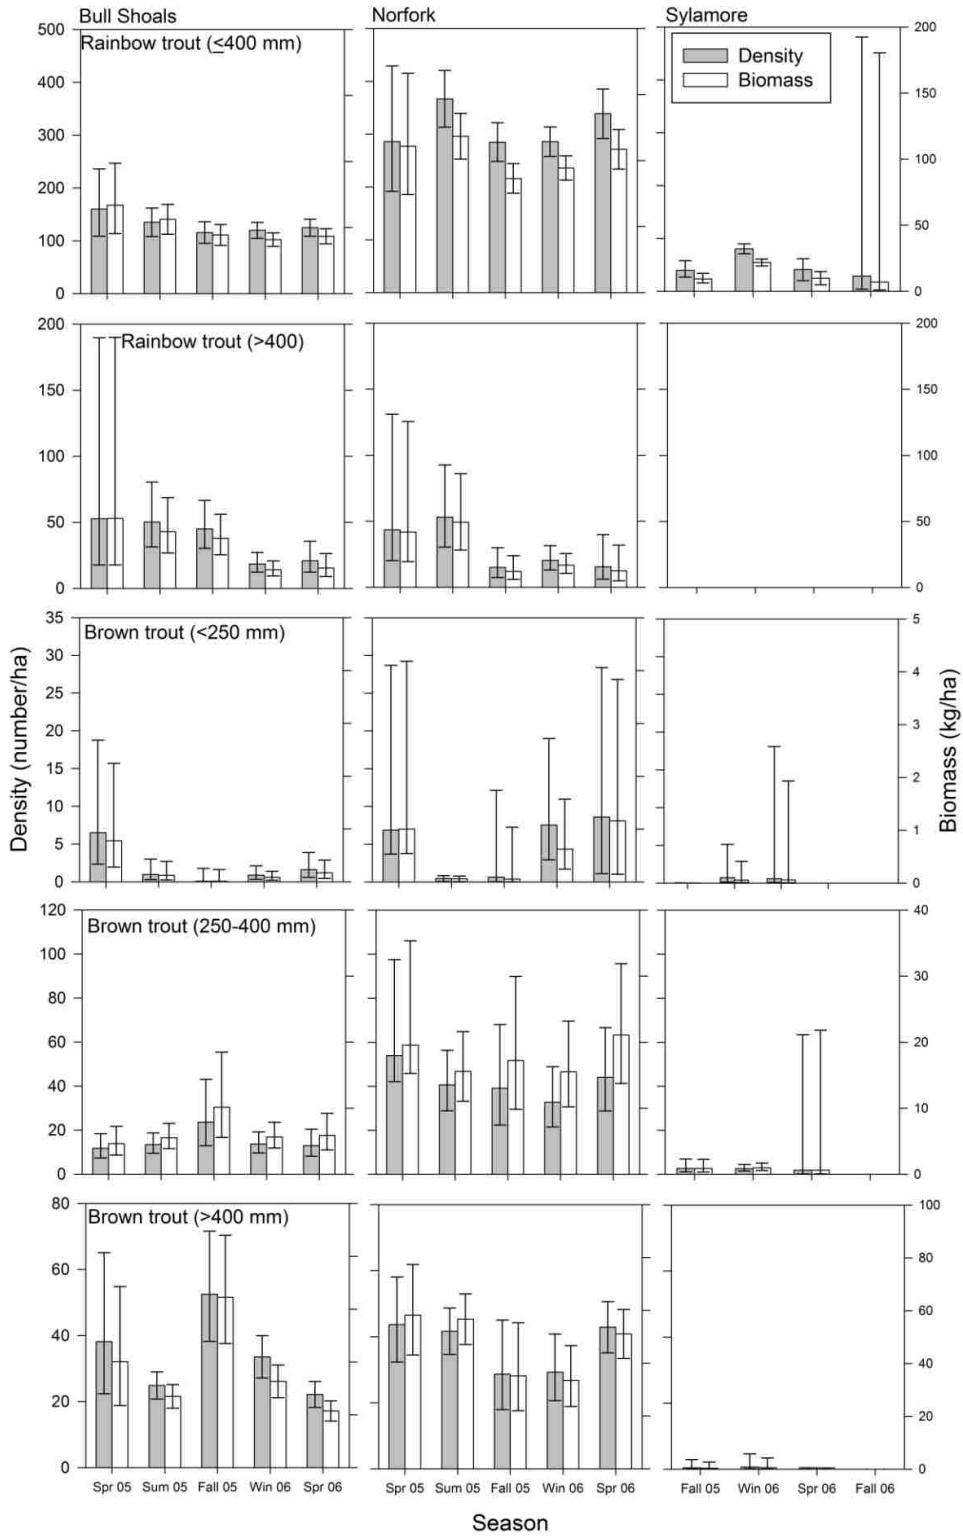 Bull Shoals Norfork Sylamore
500 Rainbow trout (≤400 mm) 200
Density
Biomass
400 150
300 100
200
100 50
0 0
200 Rainbow trout (>400) 200
150 150
100 100
50 50
0 0
35 Brown trout (<250 mm) 5
30 4
25
20 3
15 2
10
5 1
0 0
Density (number/ha)
Biomass (kg/ha)
120 Brown trout (250-400 mm) 40
100 30
80
60 20
40 10
20
0 0
80 Brown trout (>400 mm) 100
60 80
60
40 40
20 20
0 0
Spr 05 Sum 05 Fall 05 Win 06 Spr 06 Spr 05 Sum 05 Fall 05 Win 06 Spr 06 Fall 05 Win 06 Spr 06 Fall 06
Season